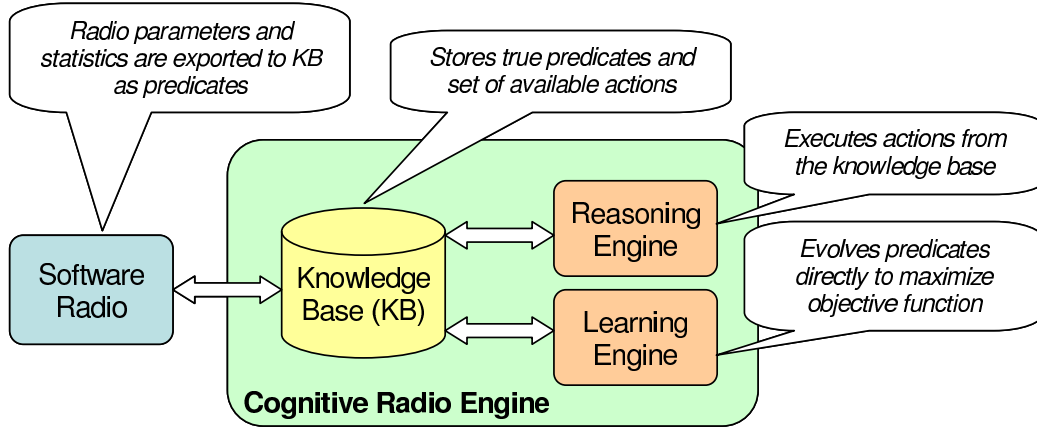 Radio parameters and
statistics are exported to KB
as predicates
Stores true predicates and
set of available actions
Executes actions from
the knowledge base
Reasoning
Engine
Evolves predicates
directly to maximize
objective function
Software
Radio
Knowledge
Base (KB)
Learning
Engine
Cognitive Radio Engine